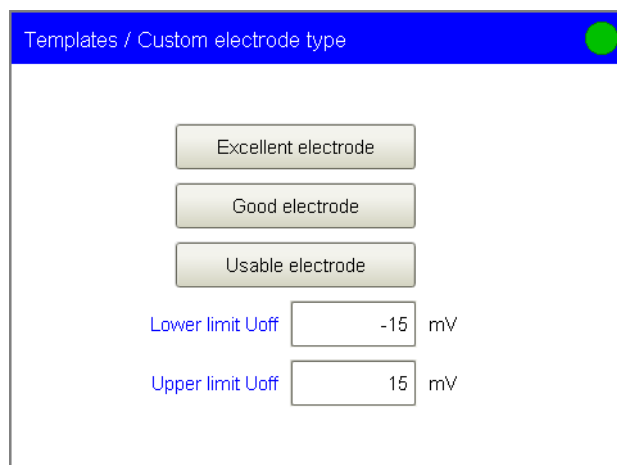 Templates / Custom electrode type
Excellent electrode
Good electrode
Usable electrode
Lower limit Uoff -15 mV
Upper limit Uoff 15 mV